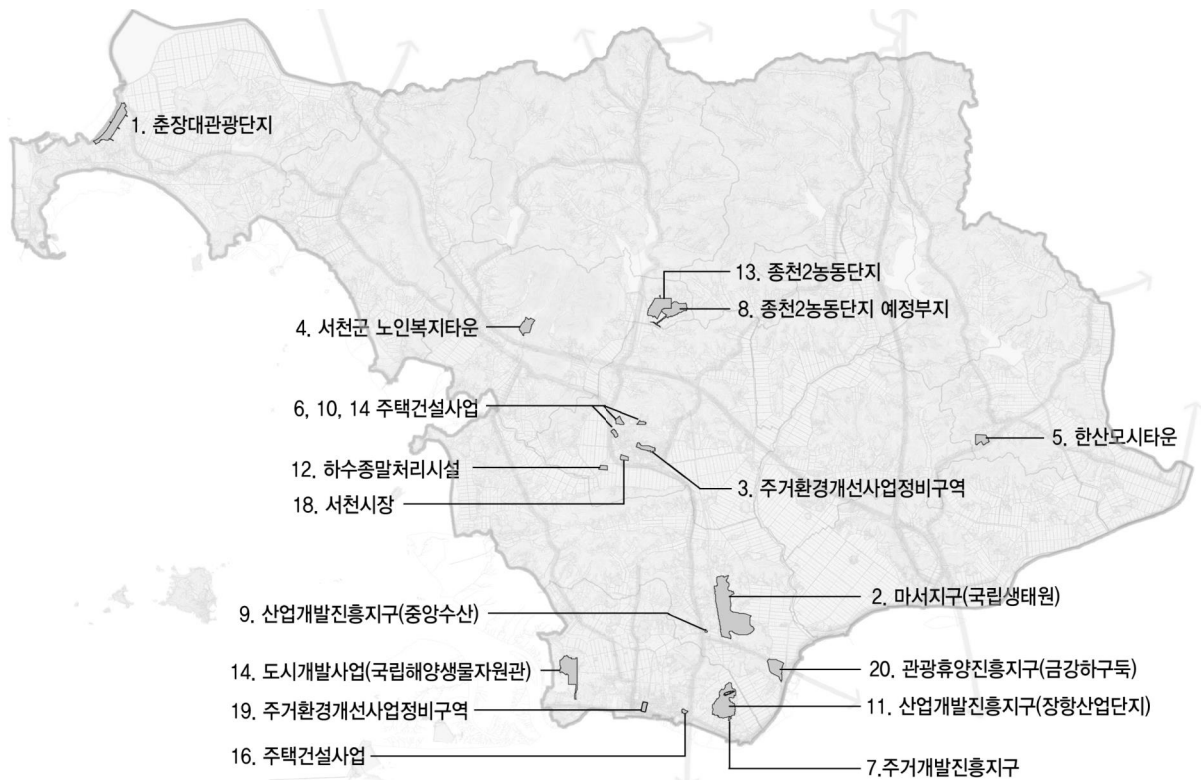 1. 춘장대관광단지
13. 종천2농동단지
8. 종천2농동단지 예정부지
4. 서천군 노인복지타운
6, 10, 14 주택건설사업
5. 한산모시타운
12. 하수종말처리시설
3. 주거환경개선사업정비구역
18. 서천시장
2. 마서지구(국립생태원)
9. 산업개발진흥지구(중앙수산)
14. 도시개발사업(국립해양생물자원관)
20. 관광휴양진흥지구(금강하구둑)
19. 주거환경개선사업정비구역
11. 산업개발진흥지구(장항산업단지)
16. 주택건설사업
7.주거개발진흥지구